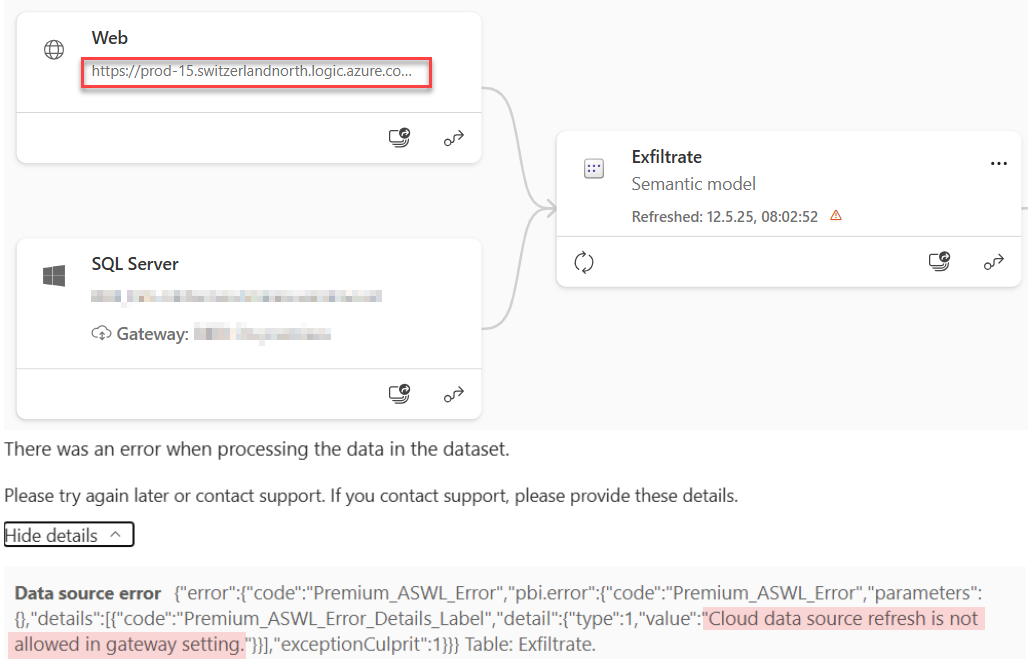 Web
https://prod-15.switzerlandnorth.logic.azure.co...
SQL Server
Gateway:
Exfiltrate
Semantic model
Refreshed: 12.5.25, 08:02:52
There was an error when processing the data in the dataset.
Please try again later or contact support. If you contact support, please provide these details.
Hide details
Data source error {"error":{"code":"Premium_ASWL_Error","pbi.error":{"code":"Premium_ASWL_Error","parameters":
{},"details":[{"code":"Premium_ASWL_Error_Details_Label","detail":{"type":1,"value":"Cloud data source refresh is not
allowed in gateway setting."}}],"exceptionCulprit":1}}} Table: Exfiltrate.